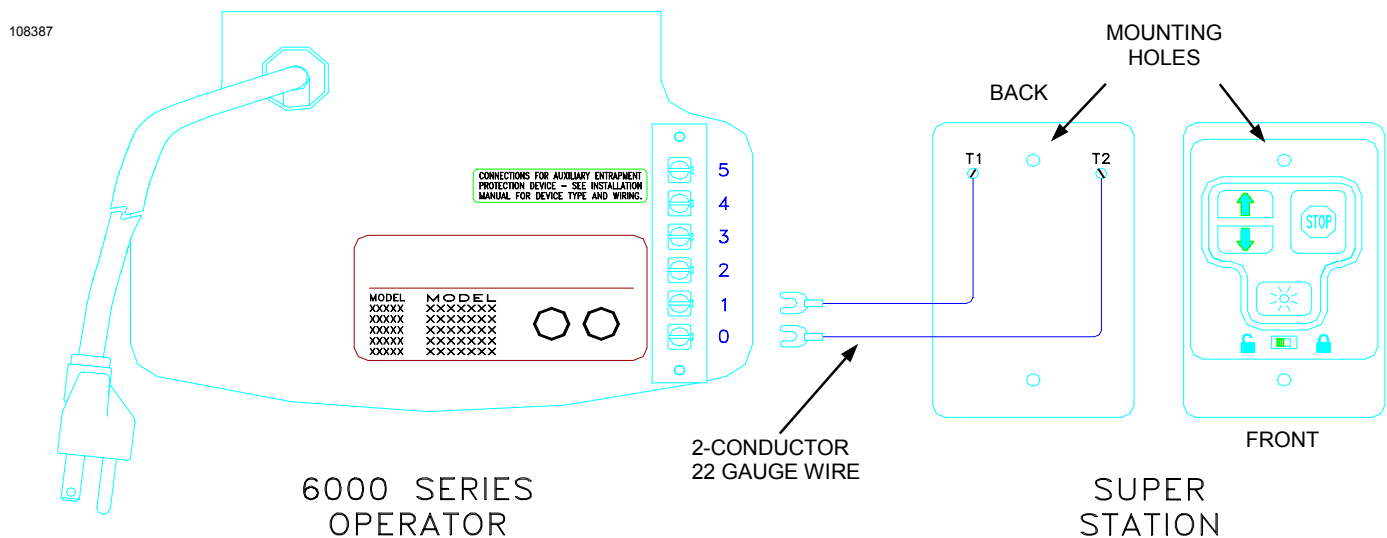 108387
MOUNTING
HOLES
BACK
T1
T2
CONNECTIONS FOR AUXILIARY ENTRAPMENT
PROTECTION DEVICE – SEE INSTALLATION
MANUAL FOR DEVICE TYPE AND WIRING.
5
4
3
2
1
0
MODEL MODEL
XXXXX XXXXXXX
XXXXX XXXXXXX
XXXXX XXXXXXX
XXXXX XXXXXXX
XXXXX XXXXXXX
STOP
2-CONDUCTOR
22 GAUGE WIRE
FRONT
6000 SERIES
OPERATOR
SUPER
STATION